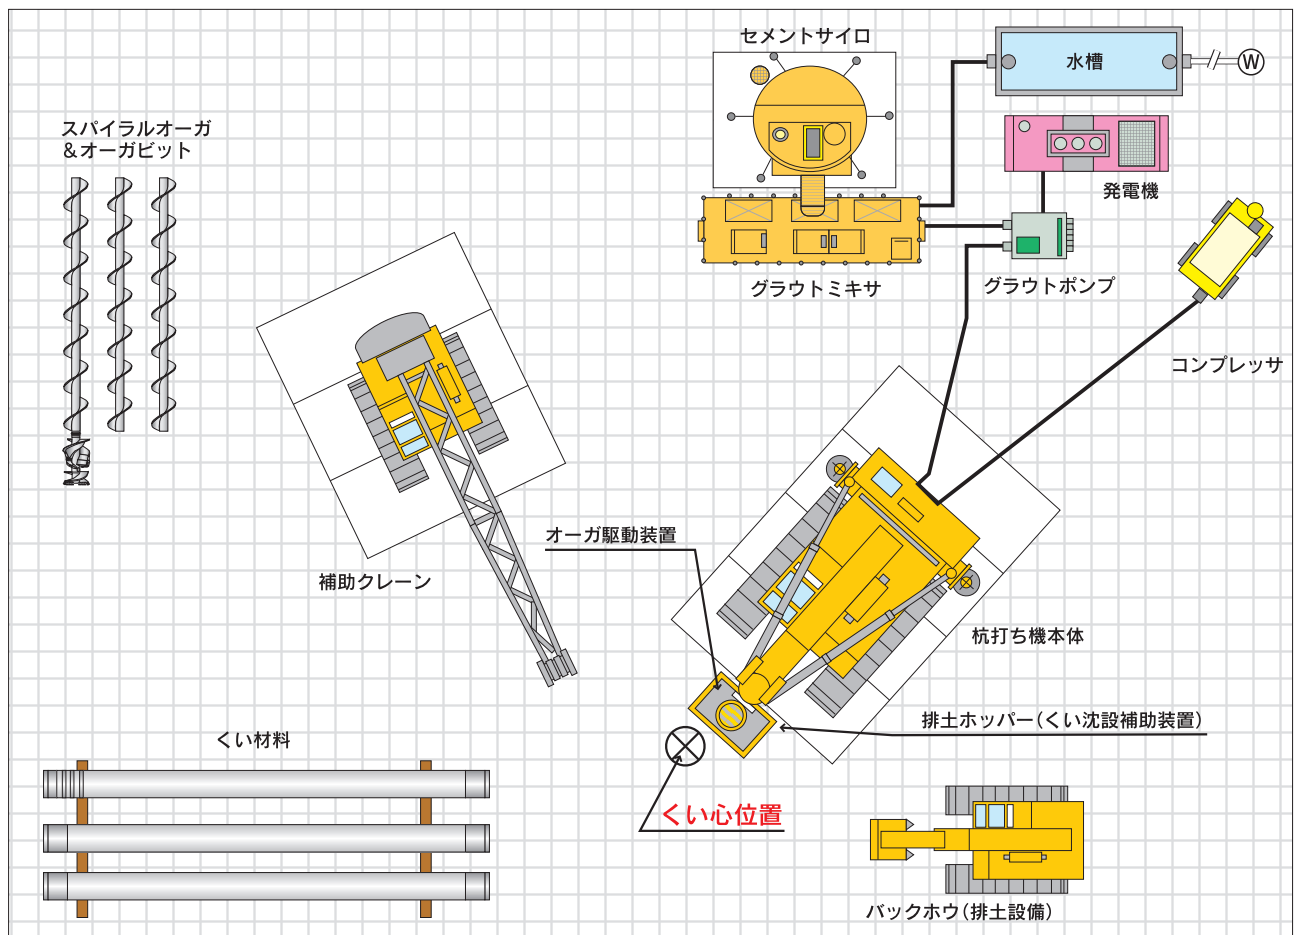 セメントサイロ
水槽
W
スパイラルオーガ
&オーガビット
発電機
グラウトミキサ
グラウトポンプ
コンプレッサ
オーガ駆動装置
補助クレーン
杭打ち機本体
排土ホッパー(くい沈設補助装置)
くい材料
くい心位置
バックホウ(排土設備)